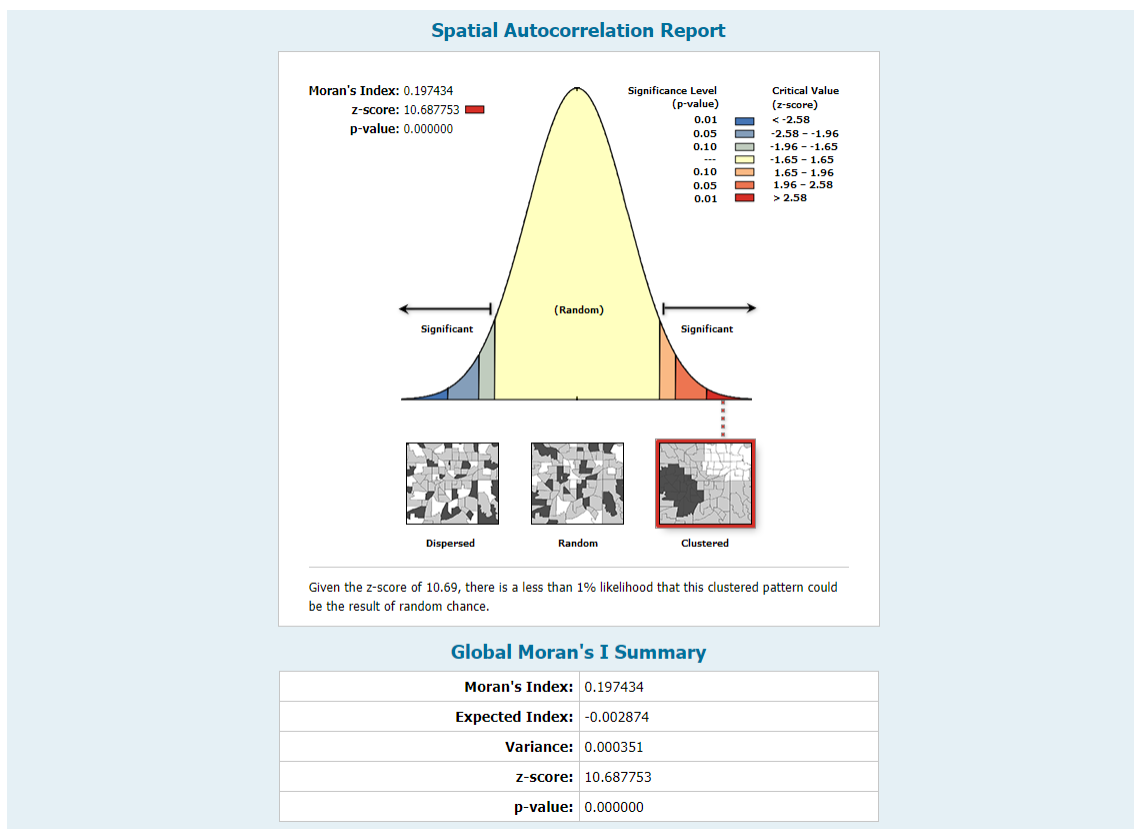 Spatial Autocorrelation Report
Moran's Index: 0.197434
z-score: 10.687753
p-value: 0.000000
Significance Level
(p-value)
Critical Value
(z-score)
0.01 < -2.58
0.05 -2.58 – -1.96
0.10 -1.96 – -1.65
--- -1.65 – 1.65
0.10 1.65 – 1.96
0.05 1.96 – 2.58
0.01 > 2.58
(Random)
Significant
Significant
Dispersed
Random
Clustered
Given the z-score of 10.69, there is a less than 1% likelihood that this clustered pattern could
be the result of random chance.
Global Moran's I Summary
Moran's Index: 0.197434
Expected Index: -0.002874
Variance: 0.000351
z-score: 10.687753
p-value: 0.000000